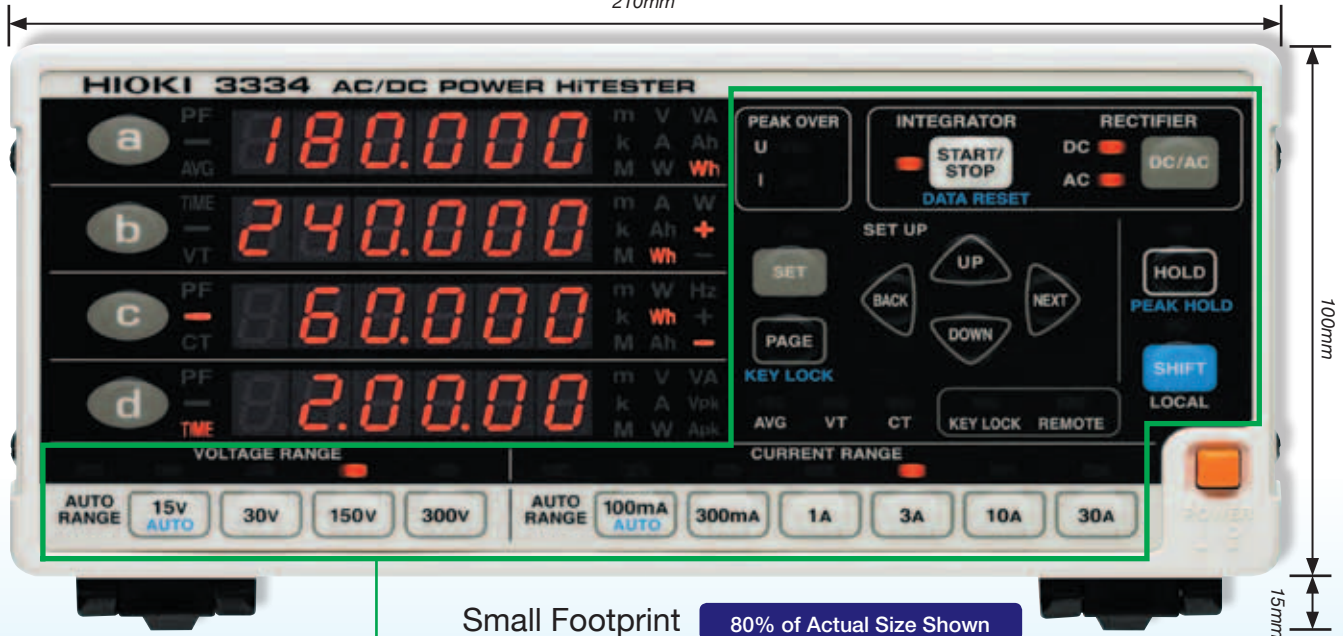 210mm
HIOKI 3334 AC/DC POWER HiTESTER
a
PF
—
AVG
180.000
m V VA
k A Ah
M W Wh
b
TIME
—
VT
240.000
m A W
k Ah +
M Wh −
c
PF
—
CT
60.000
m W Hz
k Wh +
M Ah −
d
PF
—
TIME
2.00.00
m V VA
k A Vpk
M W Apk
PEAK OVER
U
I
INTEGRATOR
START/
STOP
DATA RESET
RECTIFIER
DC
AC
DC/AC
SET UP
SET
PAGE
KEY LOCK
UP
BACK
NEXT
DOWN
HOLD
PEAK HOLD
SHIFT
LOCAL
AVG VT CT KEY LOCK REMOTE
VOLTAGE RANGE
CURRENT RANGE
AUTO
RANGE
15V
AUTO
30V 150V 300V
AUTO
RANGE
100mA
AUTO
300mA 1A 3A 10A 30A
POWER
100mm
15mm
Small Footprint
80% of Actual Size Shown